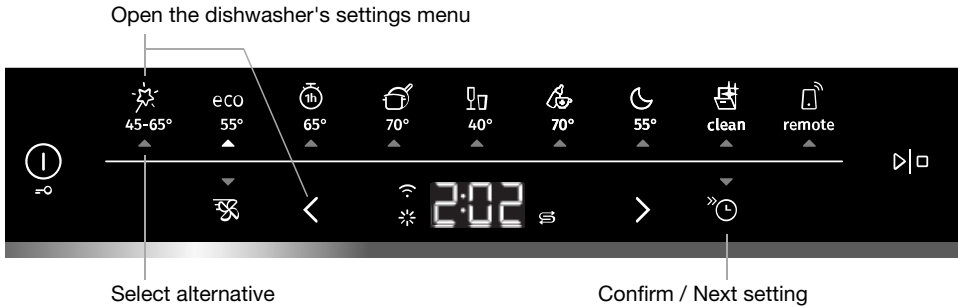 Open the dishwasher's settings menu
eco 1h
45-65° 55° 65° 70° 40° 70° 55° clean remote
2:02
Select alternative Confirm / Next setting